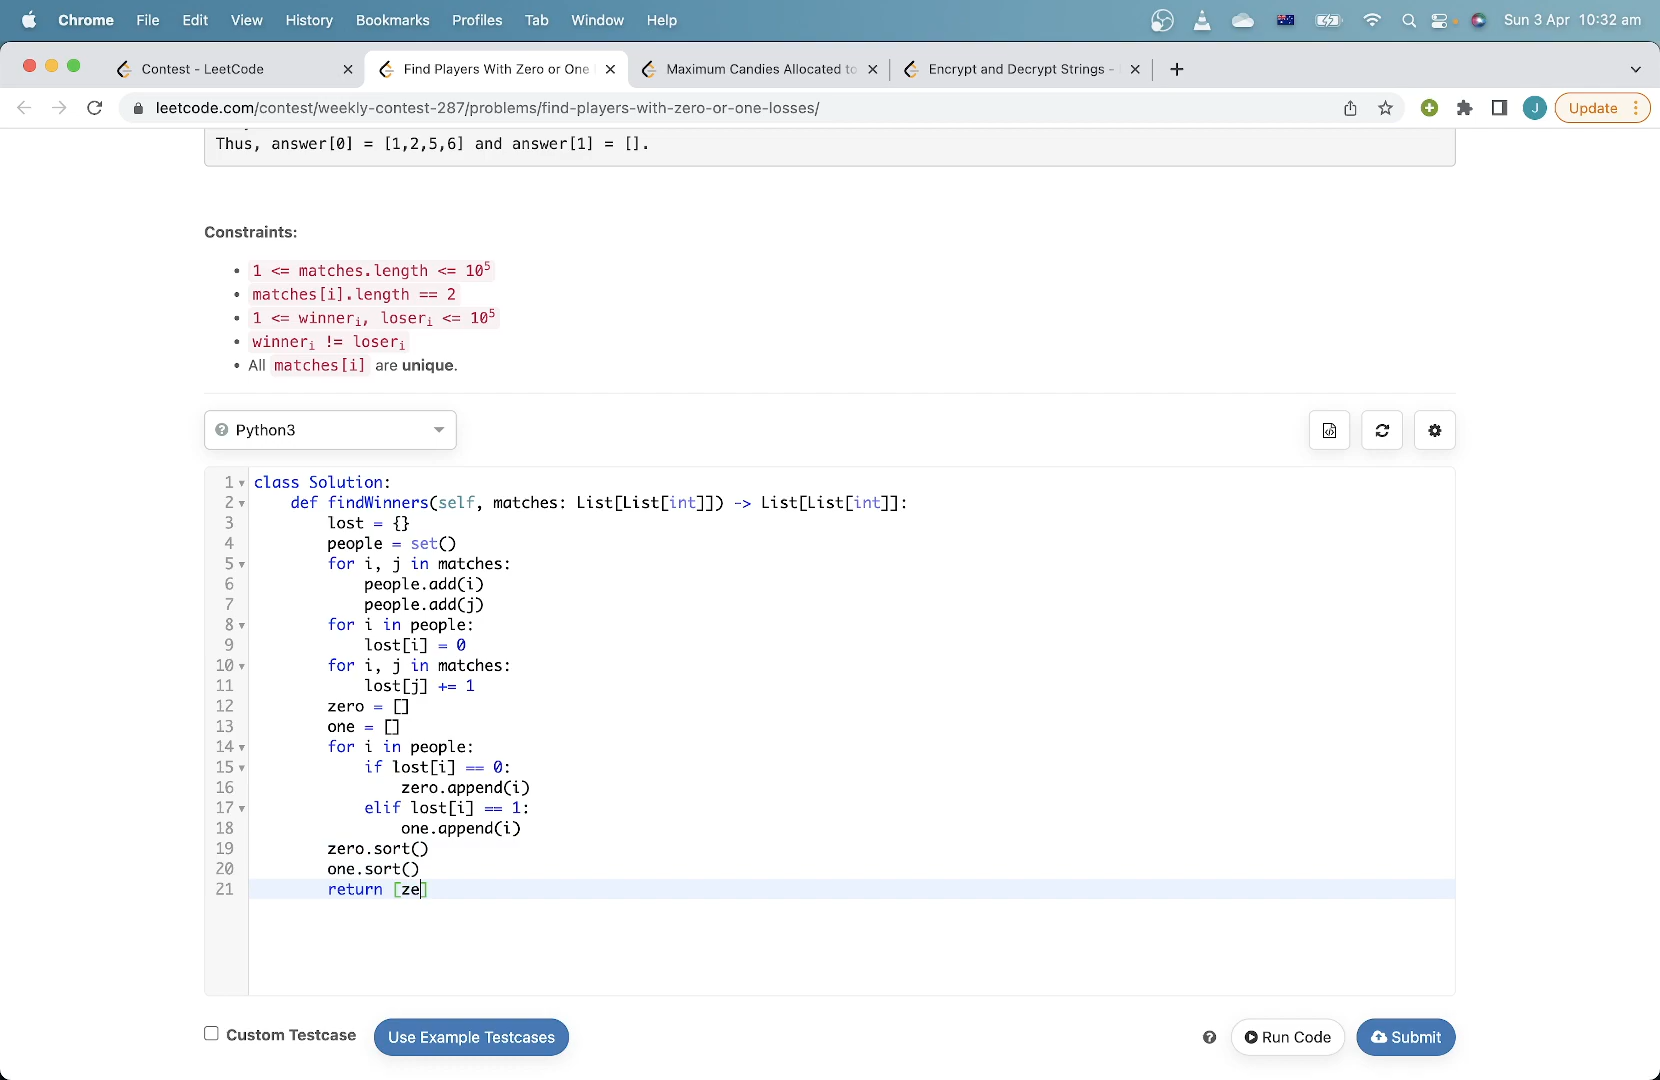 Chrome File Edit View History Bookmarks Profiles Tab Window Help Sun 3 Apr 10:32 am
Contest - LeetCode
Find Players With Zero or One
Maximum Candies Allocated to
Encrypt and Decrypt Strings -
leetcode.com/contest/weekly-contest-287/problems/find-players-with-zero-or-one-losses/
J
Update
Thus, answer[0] = [1,2,5,6] and answer[1] = [].
Constraints:
• 1 <= matches.length <= 10⁵
• matches[i].length == 2
• 1 <= winnerᵢ, loserᵢ <= 10⁵
• winnerᵢ != loserᵢ
• All matches[i] are unique.
Python3
1 class Solution:
2     def findWinners(self, matches: List[List[int]]) -> List[List[int]]:
3         lost = {}
4         people = set()
5         for i, j in matches:
6             people.add(i)
7             people.add(j)
8         for i in people:
9             lost[i] = 0
10         for i, j in matches:
11             lost[j] += 1
12         zero = []
13         one = []
14         for i in people:
15             if lost[i] == 0:
16                 zero.append(i)
17             elif lost[i] == 1:
18                 one.append(i)
19         zero.sort()
20         one.sort()
21         return [ze]
Custom Testcase
Use Example Testcases
Run Code
Submit